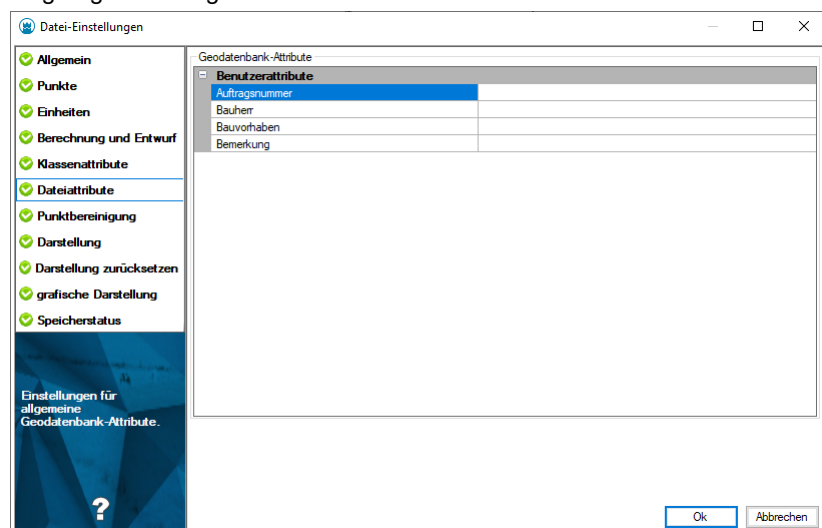 Datei-Einstellungen
Allgemein
Punkte
Einheiten
Berechnung und Entwurf
Klassenattribute
Dateiattribute
Punktbereinigung
Darstellung
Darstellung zurücksetzen
grafische Darstellung
Speicherstatus
Einstellungen für
allgemeine
Geodatenbank-Attribute.
?
Geodatenbank-Attribute
Benutzerattribute
Auftragsnummer
Bauherr
Bauvorhaben
Bemerkung
Ok
Abbrechen